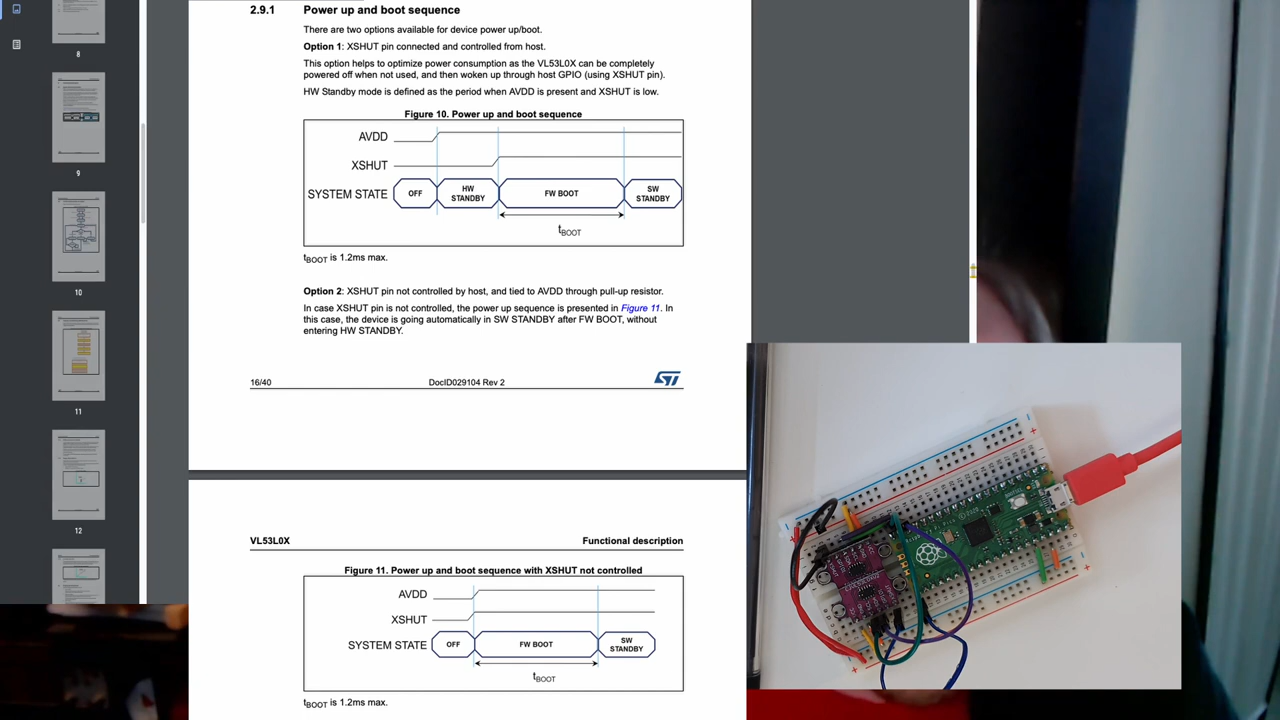 2.9.1 Power up and boot sequence
There are two options available for device power up/boot.
Option 1: XSHUT pin connected and controlled from host.
This option helps to optimize power consumption as the VL53L0X can be completely
powered off when not used, and then woken up through host GPIO (using XSHUT pin).
HW Standby mode is defined as the period when AVDD is present and XSHUT is low.
Figure 10. Power up and boot sequence
AVDD
XSHUT
SYSTEM STATE OFF HW STANDBY FW BOOT SW STANDBY
tBOOT
tBOOT is 1.2ms max.
Option 2: XSHUT pin not controlled by host, and tied to AVDD through pull-up resistor.
In case XSHUT pin is not controlled, the power up sequence is presented in Figure 11. In
this case, the device is going automatically in SW STANDBY after FW BOOT, without
entering HW STANDBY.
16/40 DocID029104 Rev 2 ST
VL53L0X Functional description
Figure 11. Power up and boot sequence with XSHUT not controlled
AVDD
XSHUT
SYSTEM STATE OFF FW BOOT SW STANDBY
tBOOT
tBOOT is 1.2ms max.
8
9
10
11
12